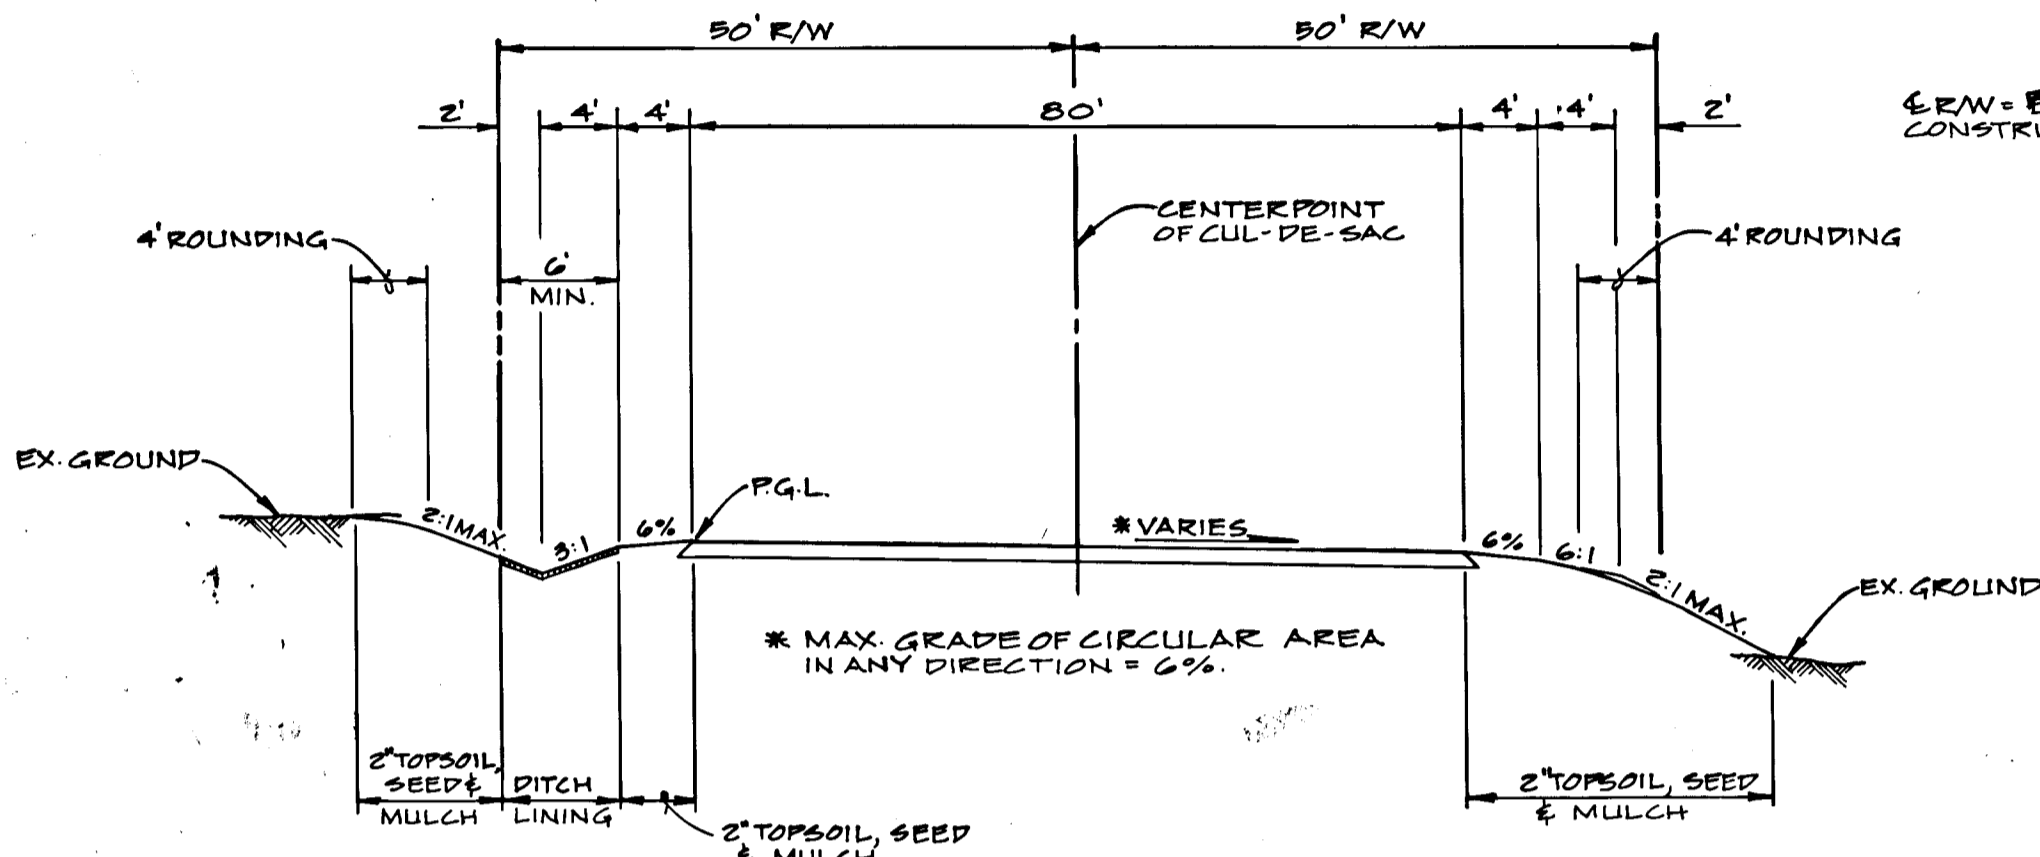 50' R/W
50' R/W
2'
4'
4'
80'
4'
4'
2'
℄ R/W =
4' ROUNDING
CENTERPOINT
OF CUL-DE-SAC
4' ROUNDING
6'
MIN.
EX. GROUND
P.G.L.
2:1 MAX.
3:1
6%
* VARIES
6%
6:1
2:1 MAX.
EX. GROUND
* MAX. GRADE OF CIRCULAR AREA
IN ANY DIRECTION = 6%.
2" TOPSOIL,
SEED &
MULCH
DITCH
LINING
2" TOPSOIL, SEED
& MULCH
2" TOPSOIL, SEED
& MULCH